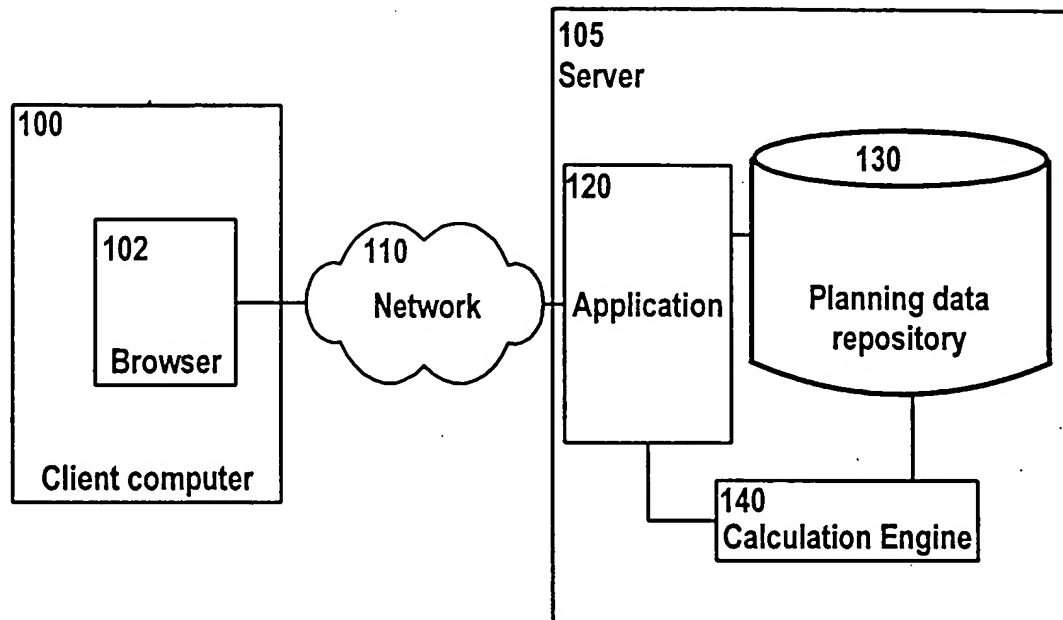 100
102
Browser
Client computer
110
Network
105
Server
120
Application
130
Planning data
repository
140
Calculation Engine